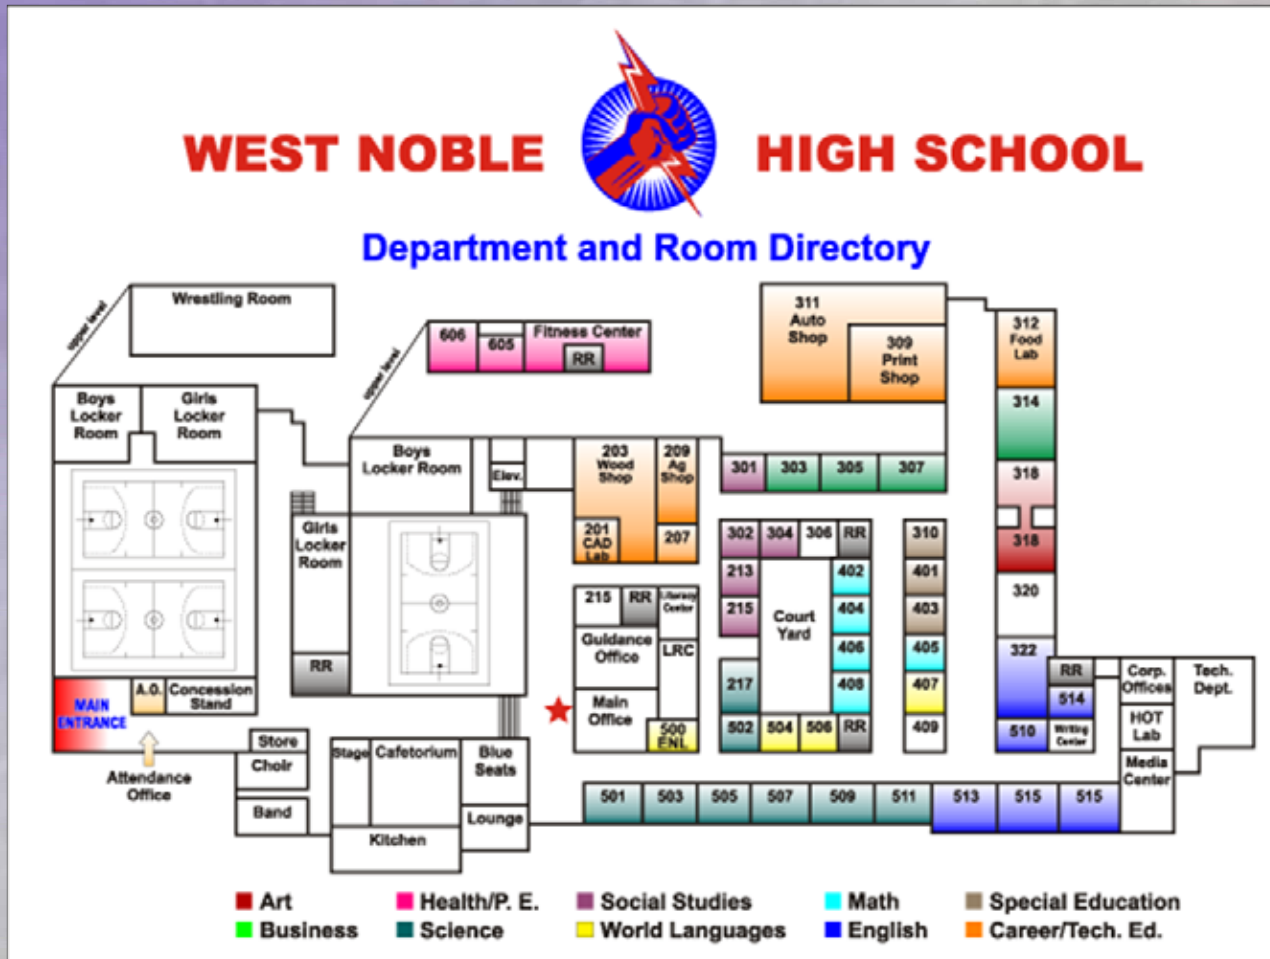 WEST NOBLE HIGH SCHOOL
Department and Room Directory
upper level
Wrestling Room
upper level
606
605
Fitness Center
RR
311
Auto
Shop
309
Print
Shop
312
Food
Lab
314
318
318
320
322
Boys
Locker
Room
Girls
Locker
Room
Boys
Locker Room
Elev.
203
Wood
Shop
209
Ag
Shop
201
CAD
Lab
207
301
303
305
307
Girls
Locker
Room
RR
302
304
306
RR
310
213
402
401
215
Court
Yard
404
403
406
405
217
408
407
502
504
506
RR
409
215
RR
Literacy
Center
Guidance
Office
LRC
Main
Office
500
ENL
MAIN
ENTRANCE
A.O.
Concession
Stand
Attendance
Office
Store
Choir
Band
Stage
Cafetorium
Blue
Seats
Kitchen
Lounge
RR
514
510
Writing
Center
Corp.
Offices
Tech.
Dept.
HOT
Lab
Media
Center
501
503
505
507
509
511
513
515
515
Art
Health/P. E.
Social Studies
Math
Special Education
Business
Science
World Languages
English
Career/Tech. Ed.